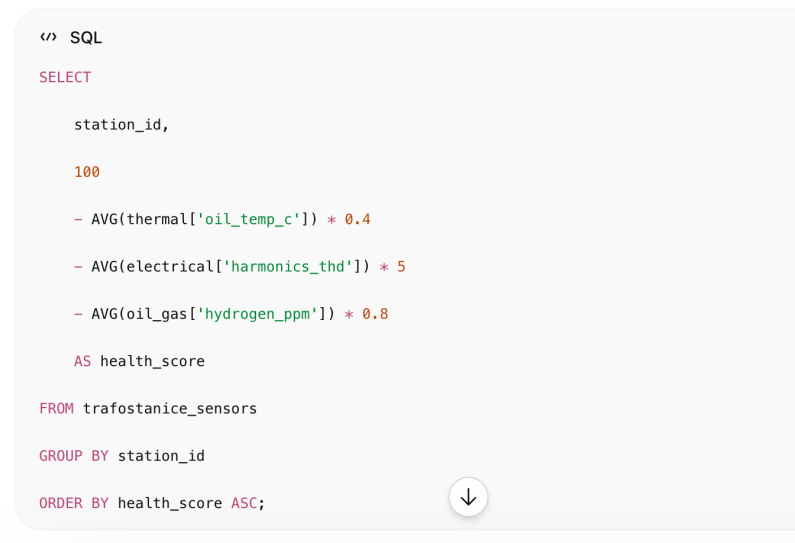 SQL
SELECT
station_id,
100
- AVG(thermal['oil_temp_c']) * 0.4
- AVG(electrical['harmonics_thd']) * 5
- AVG(oil_gas['hydrogen_ppm']) * 0.8
AS health_score
FROM trafostanice_sensors
GROUP BY station_id
ORDER BY health_score ASC;